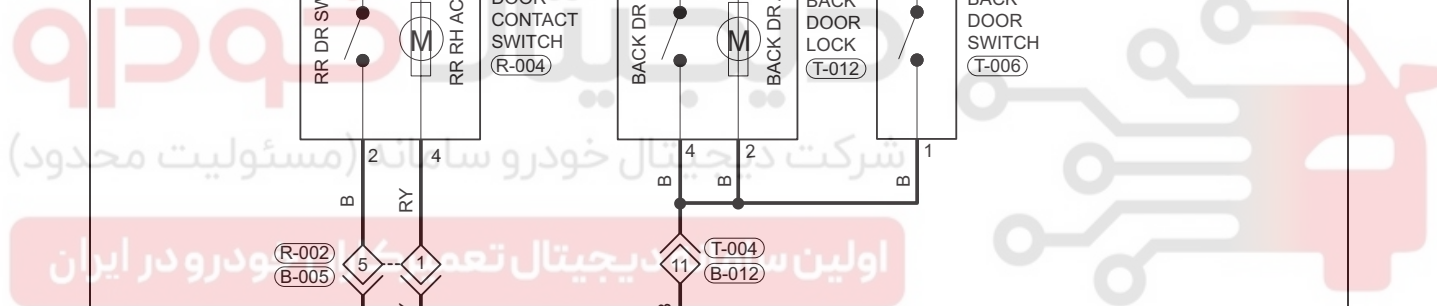 RR DR SW
RR RH AC
CONTACT
SWITCH
R-004
M
BACK DR
M
BACK DR
BACK
DOOR
LOCK
T-012
DOOR
SWITCH
T-006
دیجیتال خودرو
شرکت دیجیتال خودرو سامانه (مسئولیت محدود)
2
4
4
2
1
B
RY
B
B
B
R-002
B-005
5
1
11
T-004
B-012
اولین سامانه دیجیتال تعمیرکاران خودرو در ایران